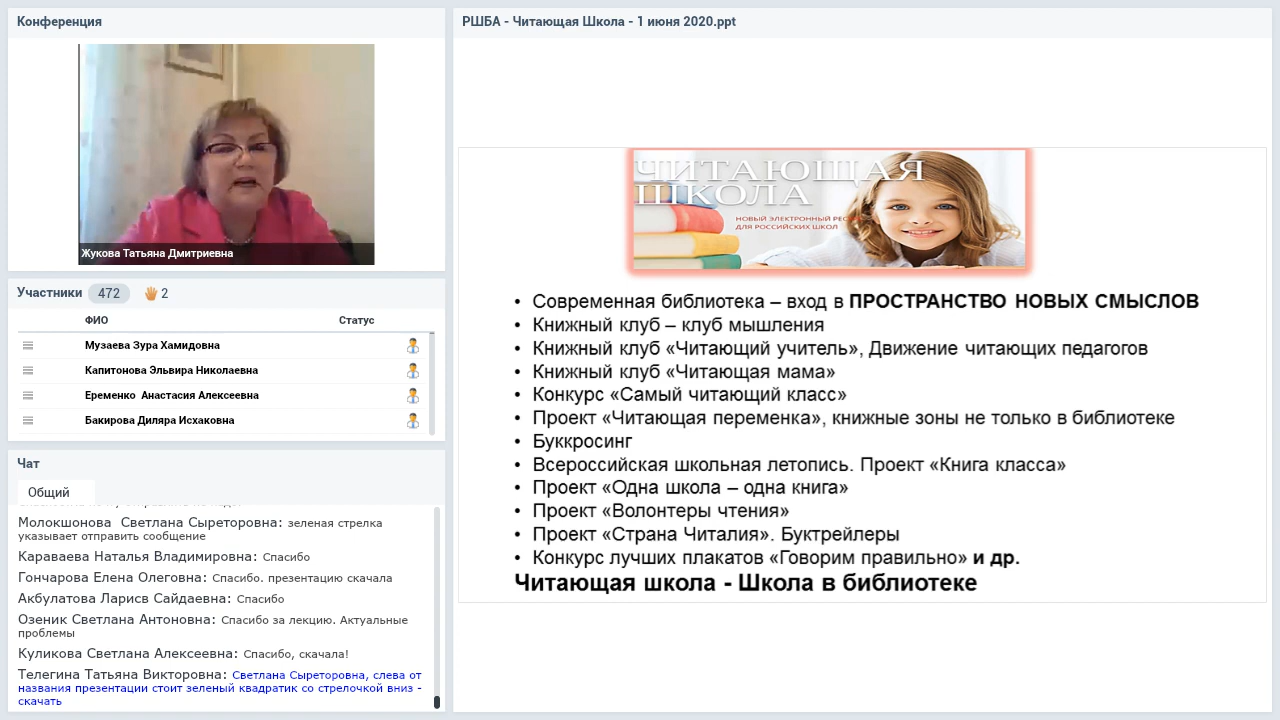 Конференция
Жукова Татьяна Дмитриевна
Участники 472 2
ФИО Статус
Музаева Зура Хамидовна
Капитонова Эльвира Николаевна
Еременко Анастасия Алексеевна
Бакирова Диляра Исхаковна
Чат
Общий
Молокшонова Светлана Сыреторовна: зеленая стрелка
указывает отправить сообщение
Караваева Наталья Владимировна: Спасибо
Гончарова Елена Олеговна: Спасибо. презентацию скачала
Акбулатова Ларисв Сайдаевна: Спасибо
Озеник Светлана Антоновна: Спасибо за лекцию. Актуальные
проблемы
Куликова Светлана Алексеевна: Спасибо, скачала!
Телегина Татьяна Викторовна: Светлана Сыреторовна, слева от
названия презентации стоит зеленый квадратик со стрелочкой вниз -
скачать
РШБА - Читающая Школа - 1 июня 2020.ppt
ЧИТАЮЩАЯ
ШКОЛА
НОВЫЙ ЭЛЕКТРОННЫЙ
ДЛЯ РОССИЙСКИХ ШКОЛ
• Современная библиотека – вход в ПРОСТРАНСТВО НОВЫХ СМЫСЛОВ
• Книжный клуб – клуб мышления
• Книжный клуб «Читающий учитель», Движение читающих педагогов
• Книжный клуб «Читающая мама»
• Конкурс «Самый читающий класс»
• Проект «Читающая переменка», книжные зоны не только в библиотеке
• Буккросинг
• Всероссийская школьная летопись. Проект «Книга класса»
• Проект «Одна школа – одна книга»
• Проект «Волонтеры чтения»
• Проект «Страна Читалия». Буктрейлеры
• Конкурс лучших плакатов «Говорим правильно» и др.
Читающая школа - Школа в библиотеке